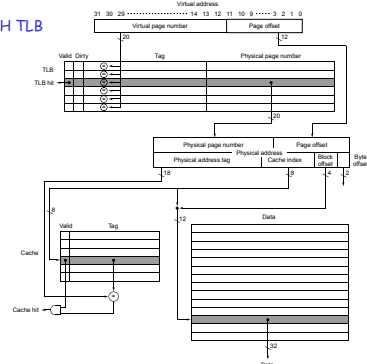 Virtual address
H TLB
31 30 29 14 13 12 11 10 9 3 2 1 0
Virtual page number
Page offset
20
12
Valid Dirty
Tag
Physical page number
TLB
TLB hit
=
=
=
=
=
=
20
Physical page number
Page offset
Physical address
Physical address tag
Cache index
Block offset
Byte offset
18
8
4
2
8
12
Data
Valid
Tag
Cache
=
Cache hit
32